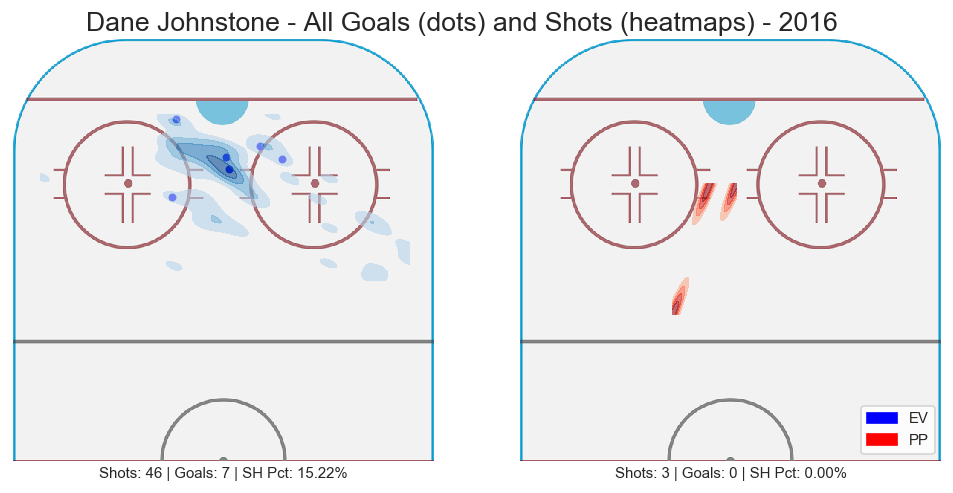 Dane Johnstone - All Goals (dots) and Shots (heatmaps) - 2016
EV
PP
Shots: 46 | Goals: 7 | SH Pct: 15.22%
Shots: 3 | Goals: 0 | SH Pct: 0.00%